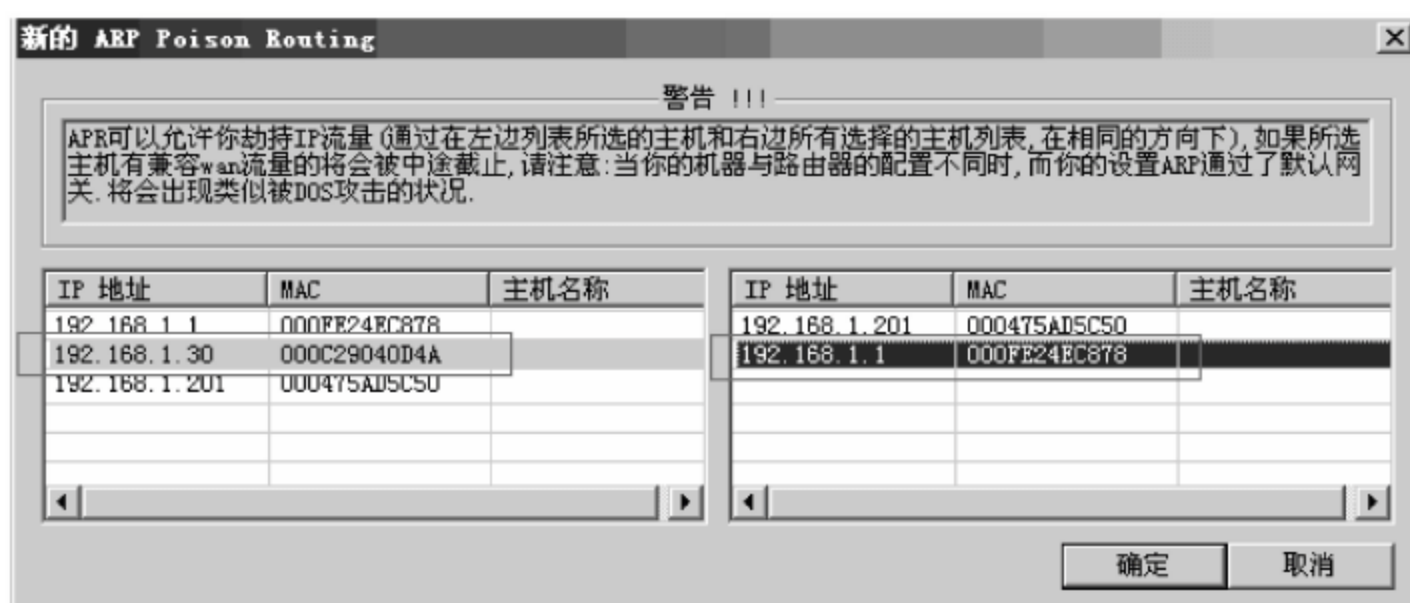 新的 ARP Poison Routing
警告 !!!
APR可以允许你劫持IP流量(通过在左边列表所选的主机和右边所有选择的主机列表,在相同的方向下),如果所选
主机有兼容wan流量的将会被中途截止,请注意:当你的机器与路由器的配置不同时,而你的设置ARP通过了默认网
关.将会出现类似被DOS攻击的状况.
IP 地址 MAC 主机名称 IP 地址 MAC 主机名称
192.168.1.1 000FE24EC878 192.168.1.201 000475AD5C50
192.168.1.30 000C29040D4A 192.168.1.1 000FE24EC878
192.168.1.201 000475AD5C50
确定 取消